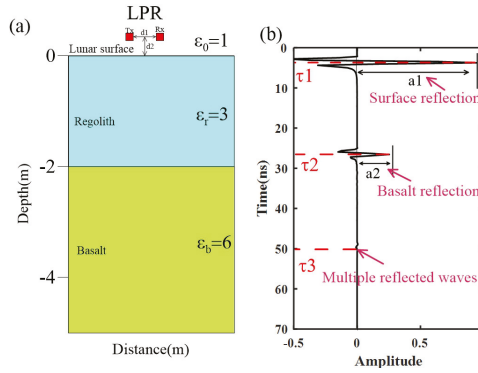 (a)
LPR
Tx
d1
Rx
d2
Lunar surface
ε0=1
0
Regolith
εr=3
-2
Depth(m)
Basalt
εb=6
-4
Distance(m)
(b)
0
τ1
a1
10
Surface reflection
20
τ2
a2
30
Basalt reflection
Time(ns)
40
50
τ3
Multiple reflected waves
60
70
-0.5
0
0.5
Amplitude